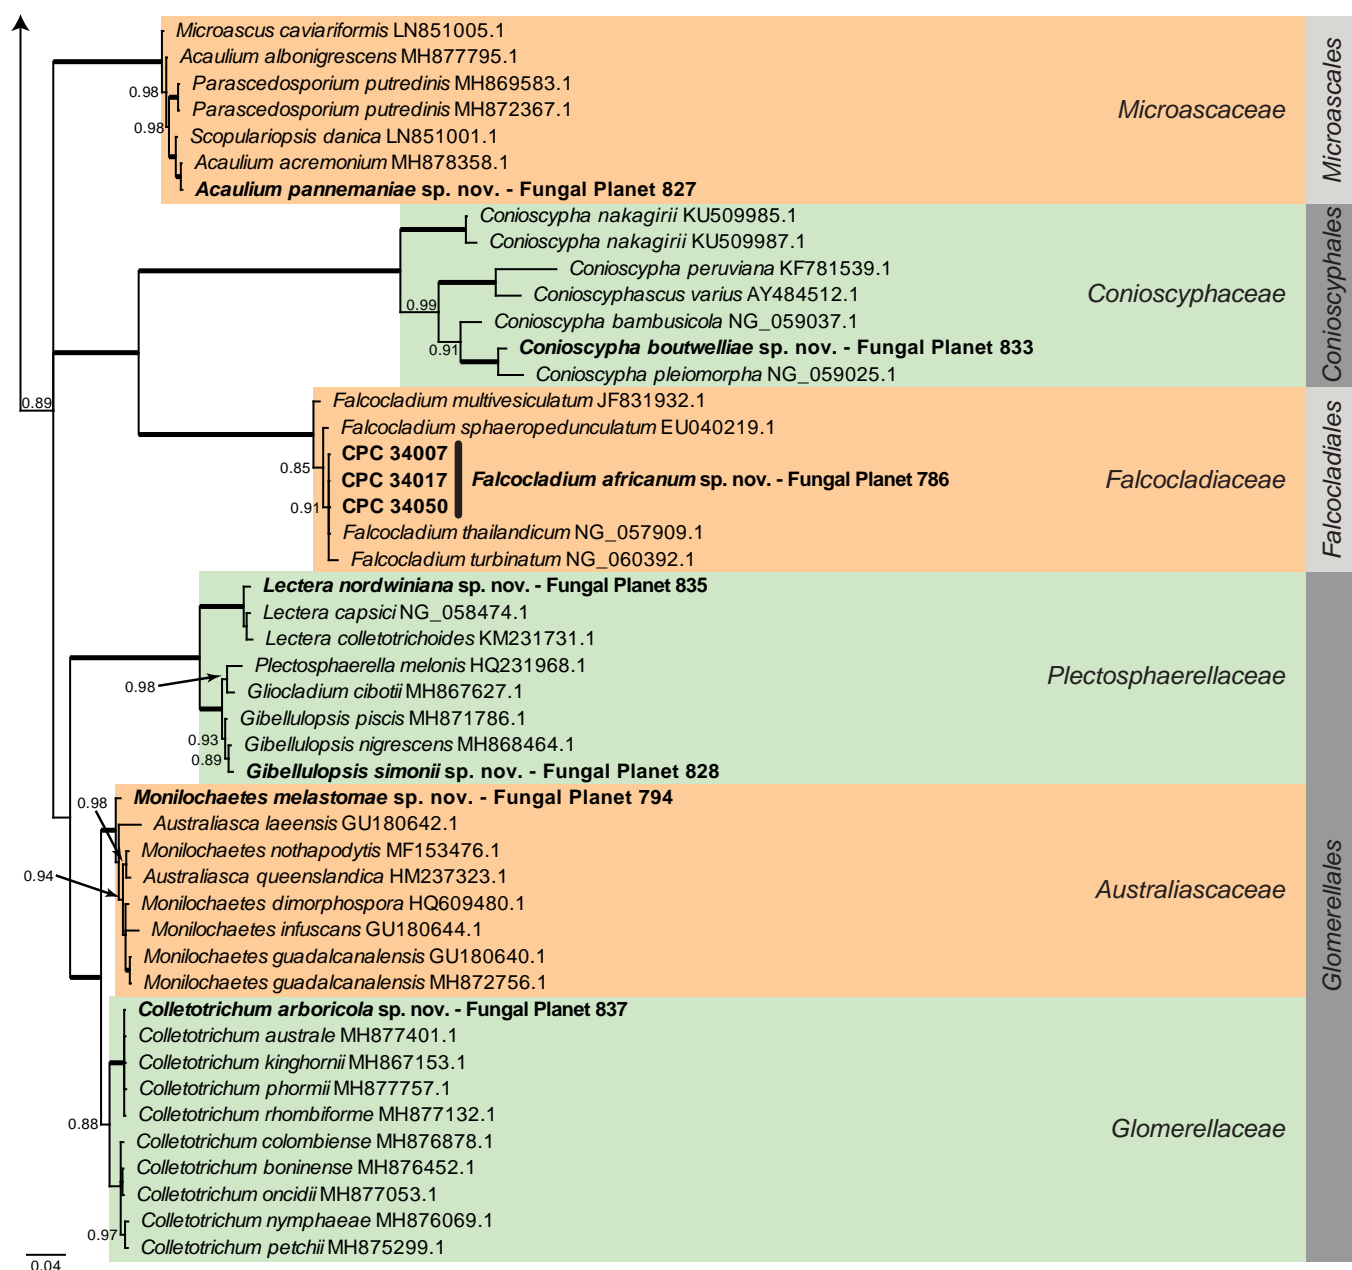 Microascus caviariformis LN851005.1
Acaulium albonigrescens MH877795.1
Parascedosporium putredinis MH869583.1
0.98
Parascedosporium putredinis MH872367.1
Microascaceae
Microascales
0.98
Scopulariopsis danica LN851001.1
Acaulium acremonium MH878358.1
Acaulium pannemaniae sp. nov. - Fungal Planet 827
Conioscypha nakagirii KU509985.1
Conioscypha nakagirii KU509987.1
Conioscypha peruviana KF781539.1
Conioscyphascus varius AY484512.1
Conioscyphaceae
Conioscyphales
0.99
Conioscypha bambusicola NG_059037.1
0.91
Conioscypha boutwelliae sp. nov. - Fungal Planet 833
Conioscypha pleiomorpha NG_059025.1
0.89
Falcocladium multivesiculatum JF831932.1
Falcocladium sphaeropedunculatum EU040219.1
CPC 34007
0.85
CPC 34017
Falcocladium africanum sp. nov. - Fungal Planet 786
Falcocladiaceae
Falcocladiales
0.91
CPC 34050
Falcocladium thailandicum NG_057909.1
Falcocladium turbinatum NG_060392.1
Lectera nordwiniana sp. nov. - Fungal Planet 835
Lectera capsici NG_058474.1
Lectera colletotrichoides KM231731.1
Plectosphaerella melonis HQ231968.1
Plectosphaerellaceae
0.98
Gliocladium cibotii MH867627.1
Gibellulopsis piscis MH871786.1
0.93
Gibellulopsis nigrescens MH868464.1
0.89
Gibellulopsis simonii sp. nov. - Fungal Planet 828
Monilochaetes melastomae sp. nov. - Fungal Planet 794
0.98
Australiasca laeensis GU180642.1
Monilochaetes nothapodytis MF153476.1
0.94
Australiasca queenslandica HM237323.1
Australiascaceae
Glomerellales
Monilochaetes dimorphospora HQ609480.1
Monilochaetes infuscans GU180644.1
Monilochaetes guadalcanalensis GU180640.1
Monilochaetes guadalcanalensis MH872756.1
Colletotrichum arboricola sp. nov. - Fungal Planet 837
Colletotrichum australe MH877401.1
Colletotrichum kinghornii MH867153.1
Colletotrichum phormii MH877757.1
Colletotrichum rhombiforme MH877132.1
0.88
Glomerellaceae
Colletotrichum colombiense MH876878.1
Colletotrichum boninense MH876452.1
Colletotrichum oncidii MH877053.1
Colletotrichum nymphaeae MH876069.1
0.97
Colletotrichum petchii MH875299.1
0.04